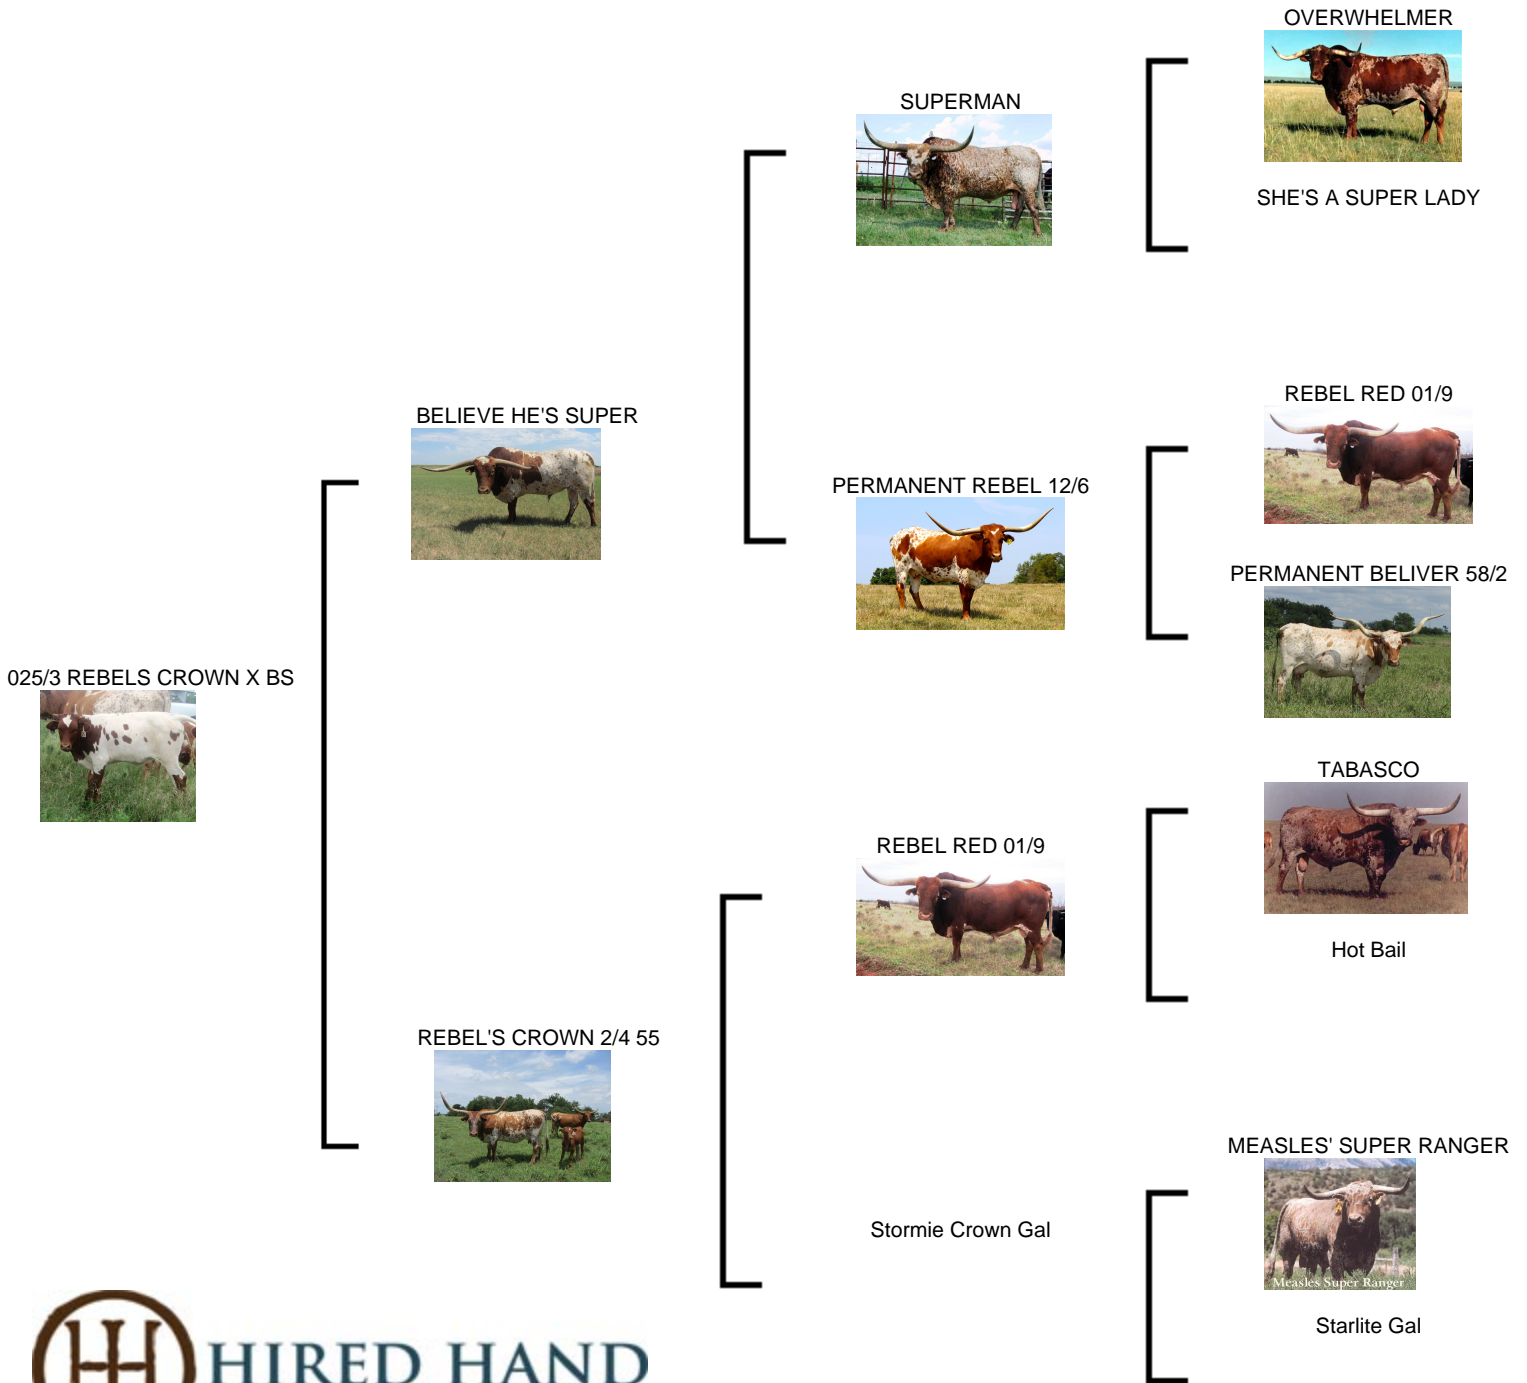 OVERWHELMER
SUPERMAN
SHE'S A SUPER LADY
REBEL RED 01/9
BELIEVE HE'S SUPER
PERMANENT REBEL 12/6
PERMANENT BELIVER 58/2
025/3 REBELS CROWN X BS
TABASCO
REBEL RED 01/9
Hot Bail
REBEL'S CROWN 2/4 55
MEASLES' SUPER RANGER
Stormie Crown Gal
Measles Super Ranger
Starlite Gal
HIRED HAND